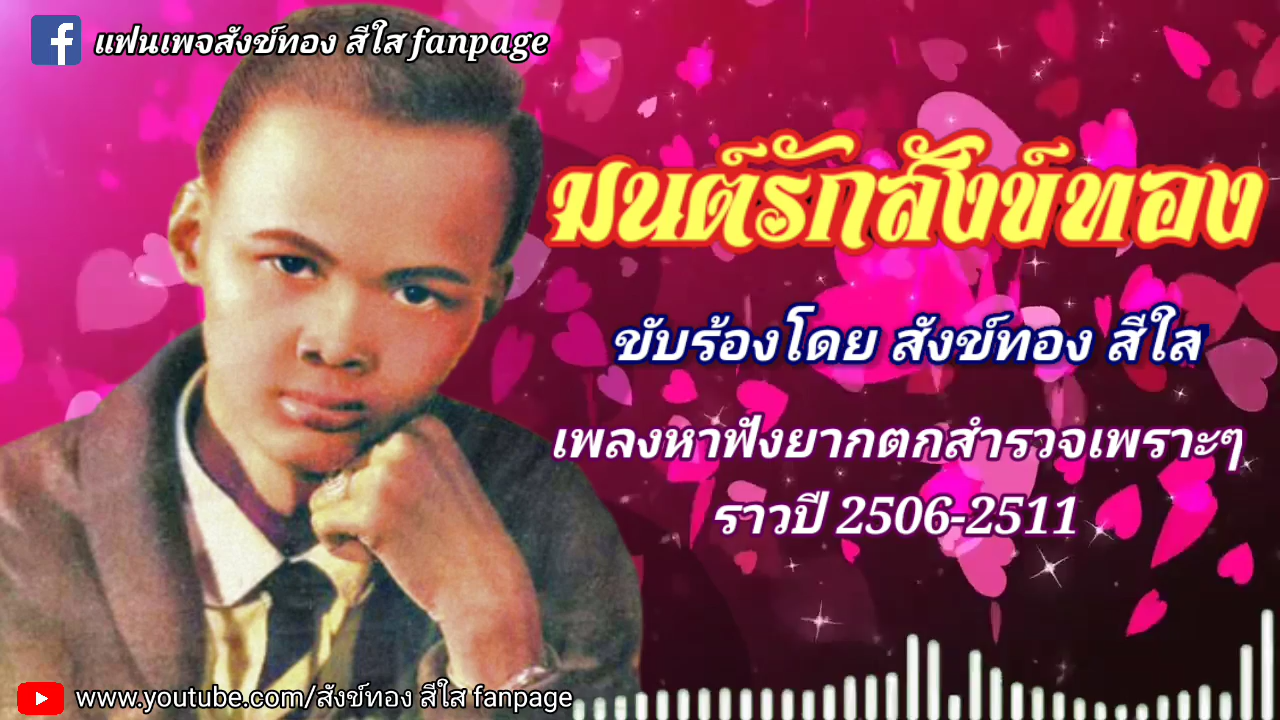 แฟนเพจสังข์ทอง สีใส fanpage
มนต์รักสังข์ทอง
ขับร้องโดย สังข์ทอง สีใส
เพลงหาฟังยากตกสำรวจเพราะๆ
ราวปี 2506-2511
www.youtube.com/สังข์ทอง สีใส fanpage